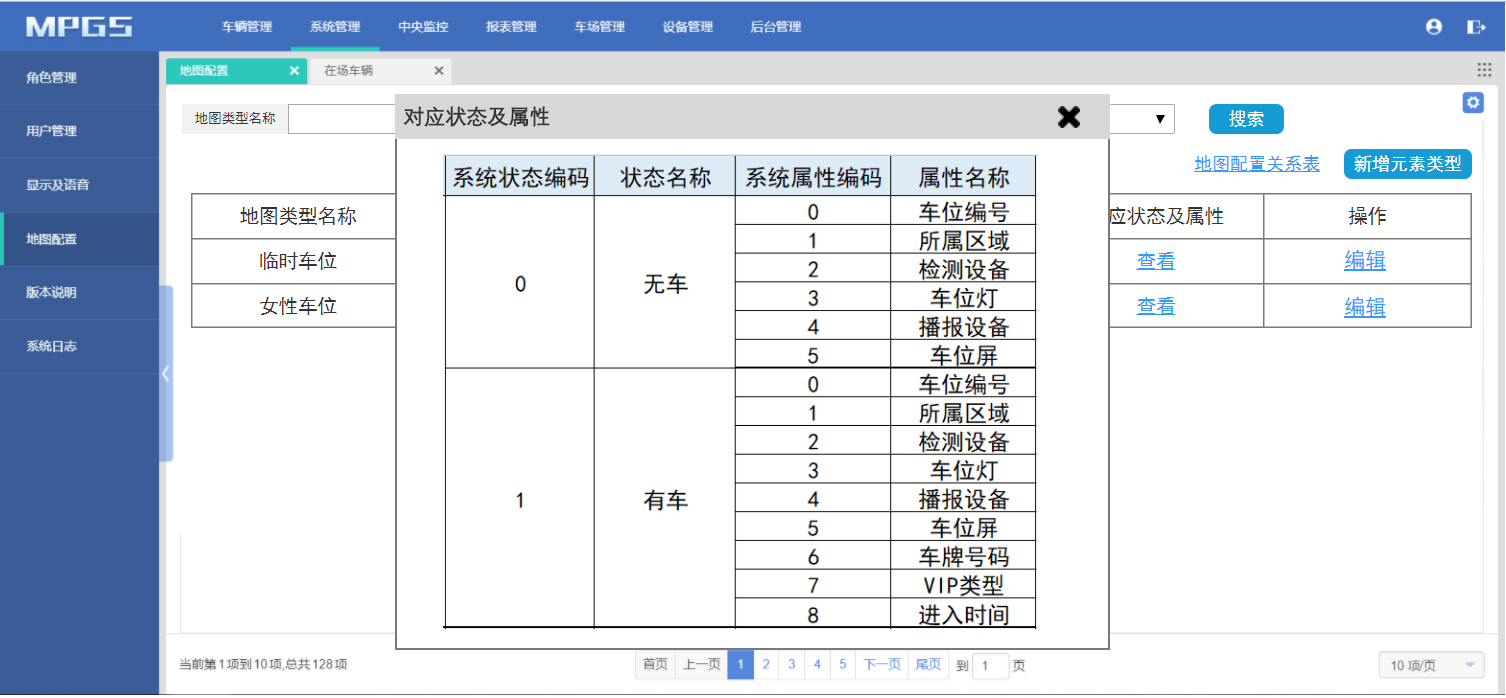 MPGS 车辆管理 系统管理 中央监控 报表管理 车场管理 设备管理 后台管理
角色管理
用户管理
显示及语音
地图配置
版本说明
系统日志
地图配置 × 在场车辆 ×
地图类型名称 ▼ 搜索
地图配置关系表 新增元素类型
地图类型名称 应状态及属性 操作
临时车位 查看 编辑
女性车位 查看 编辑
对应状态及属性 ✖
系统状态编码 状态名称 系统属性编码 属性名称
0 无车 0 车位编号
1 所属区域
2 检测设备
3 车位灯
4 播报设备
5 车位屏
1 有车 0 车位编号
1 所属区域
2 检测设备
3 车位灯
4 播报设备
5 车位屏
6 车牌号码
7 VIP类型
8 进入时间
当前第1项到10项,总共128项 首页 上一页 1 2 3 4 5 下一页 尾页 到 1 页 10 项/页